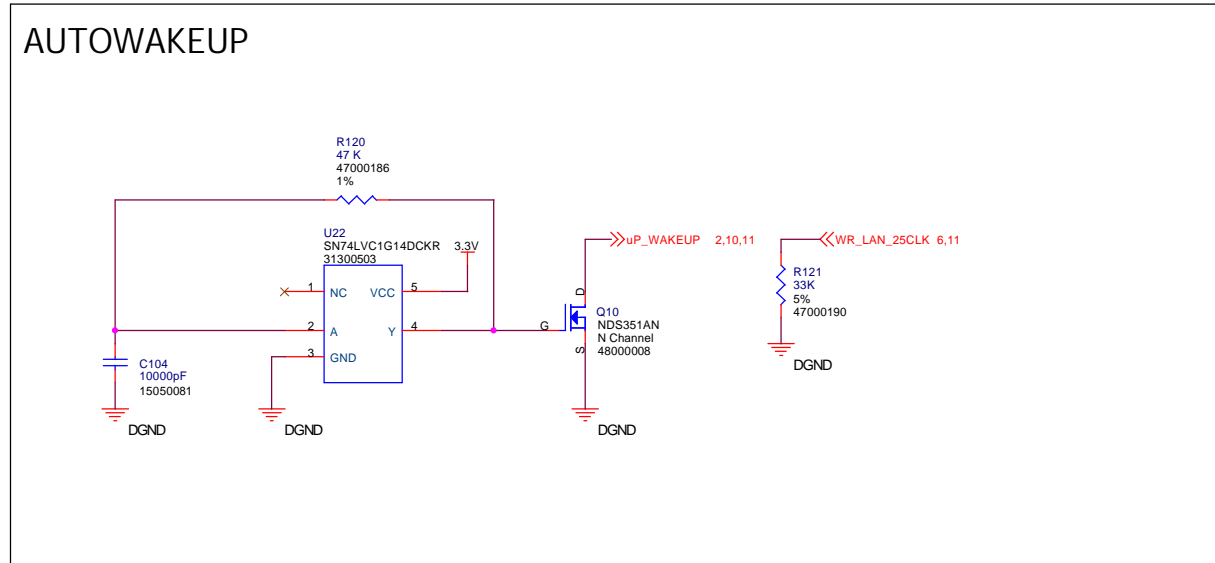 AUTOWAKEUP
R120
47 K
47000186
1%
U22
SN74LVC1G14DCKR
31300503
3.3V
1
NC
VCC
5
2
A
Y
4
3
GND
C104
10000pF
15050081
DGND
DGND
uP_WAKEUP 2,10,11
D
G
S
Q10
NDS351AN
N Channel
48000008
DGND
WR_LAN_25CLK 6,11
R121
33K
5%
47000190
DGND